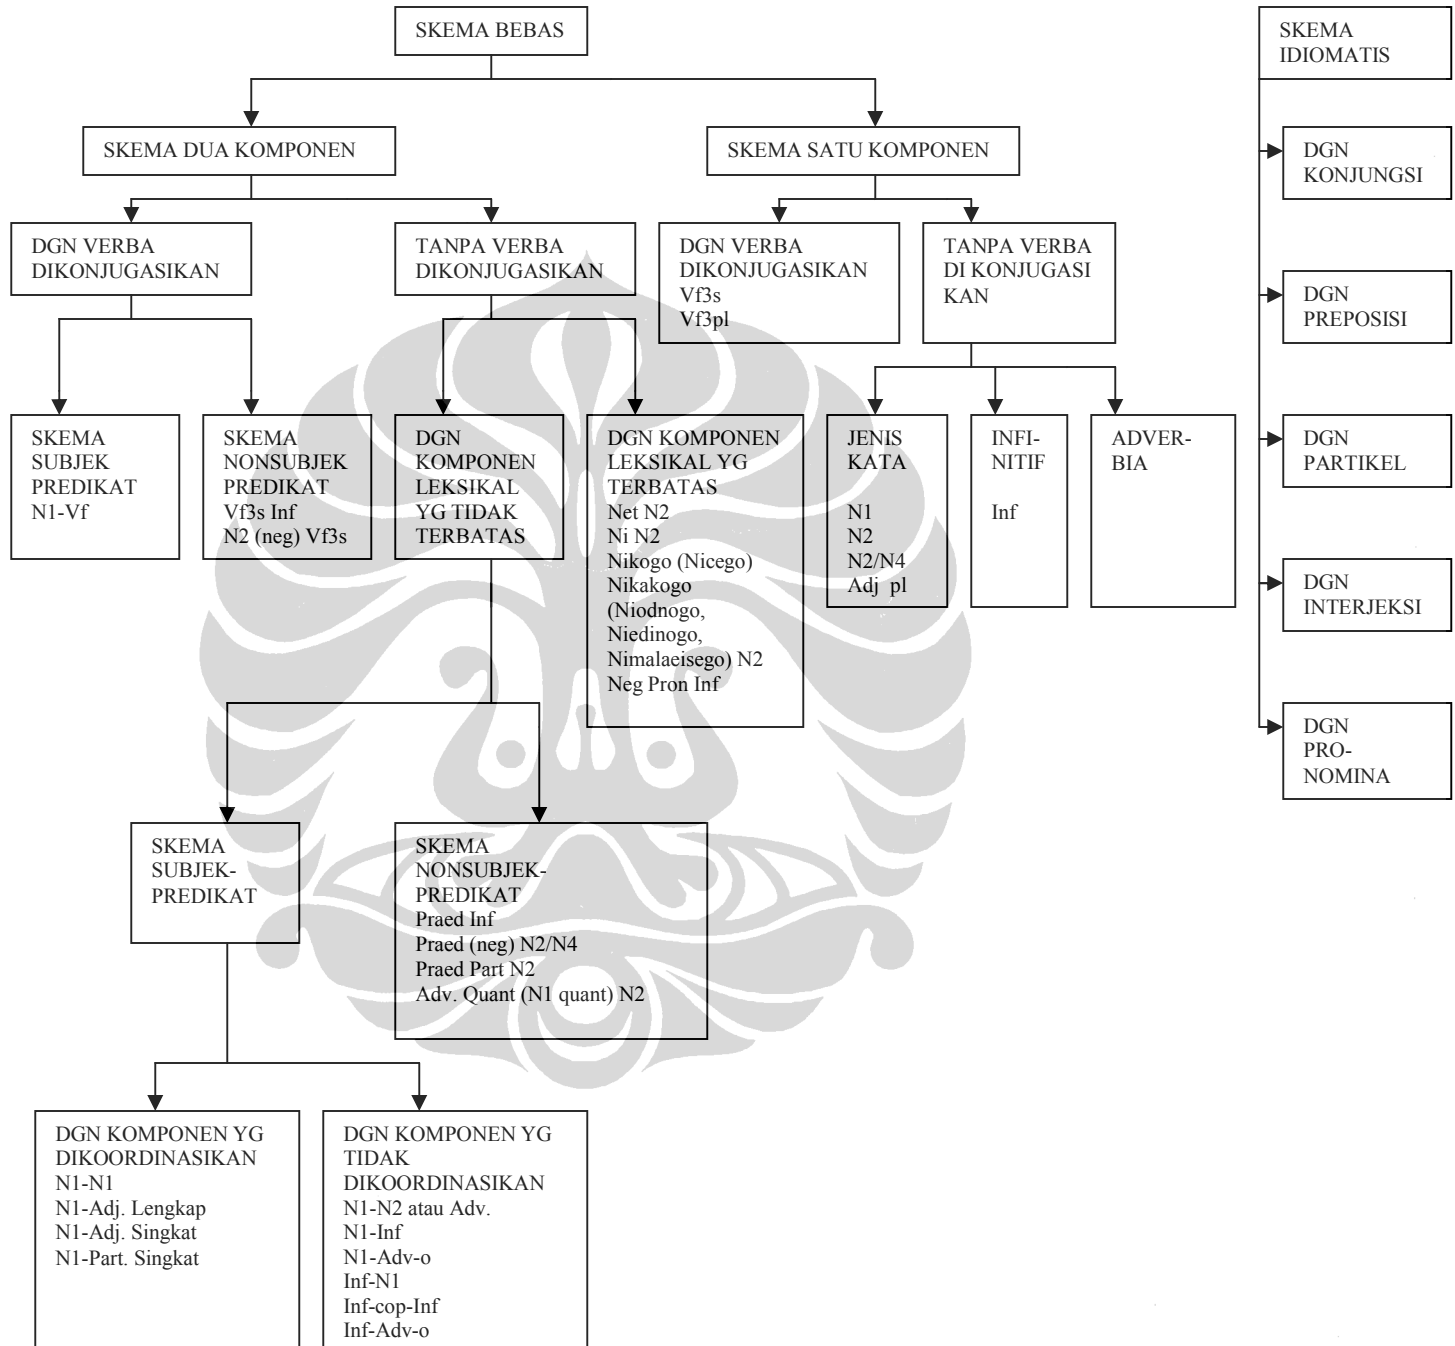 SKEMA BEBAS
SKEMA
IDIOMATIS
SKEMA DUA KOMPONEN
SKEMA SATU KOMPONEN
DGN
KONJUNGSI
DGN VERBA
DIKONJUGASIKAN
TANPA VERBA
DIKONJUGASIKAN
DGN VERBA
DIKONJUGASIKAN
Vf3s
Vf3pl
TANPA VERBA
DI KONJUGASI
KAN
DGN
PREPOSISI
SKEMA
SUBJEK
PREDIKAT
N1-Vf
SKEMA
NONSUBJEK
PREDIKAT
Vf3s Inf
N2 (neg) Vf3s
DGN
KOMPONEN
LEKSIKAL
YG TIDAK
TERBATAS
DGN KOMPONEN
LEKSIKAL YG
TERBATAS
Net N2
Ni N2
Nikogo (Nicego)
Nikakogo
(Niodnogo,
Niedinogo,
Nimalaeisego) N2
Neg Pron Inf
JENIS
KATA
N1
N2
N2/N4
Adj pl
INFI-
NITIF
Inf
ADVER-
BIA
DGN
PARTIKEL
DGN
INTERJEKSI
DGN
PRO-
NOMINA
SKEMA
SUBJEK-
PREDIKAT
SKEMA
NONSUBJEK-
PREDIKAT
Praed Inf
Praed (neg) N2/N4
Praed Part N2
Adv. Quant (N1 quant) N2
DGN KOMPONEN YG
DIKOORDINASIKAN
N1-N1
N1-Adj. Lengkap
N1-Adj. Singkat
N1-Part. Singkat
DGN KOMPONEN YG
TIDAK
DIKOORDINASIKAN
N1-N2 atau Adv.
N1-Inf
N1-Adv-o
Inf-N1
Inf-cop-Inf
Inf-Adv-o